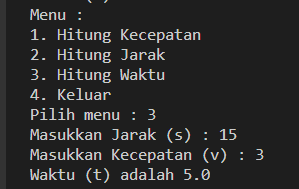 Menu :
1. Hitung Kecepatan
2. Hitung Jarak
3. Hitung Waktu
4. Keluar
Pilih menu : 3
Masukkan Jarak (s) : 15
Masukkan Kecepatan (v) : 3
Waktu (t) adalah 5.0